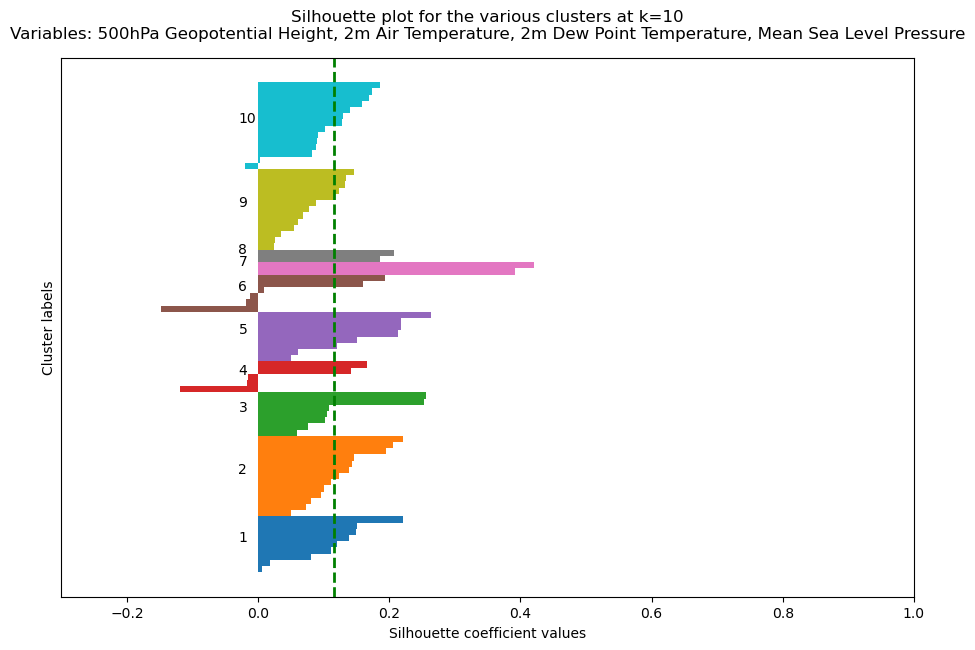 Silhouette plot for the various clusters at k=10
Variables: 500hPa Geopotential Height, 2m Air Temperature, 2m Dew Point Temperature, Mean Sea Level Pressure
10
9
8
7
6
5
4
3
2
1
Cluster labels
−0.2 0.0 0.2 0.4 0.6 0.8 1.0
Silhouette coefficient values